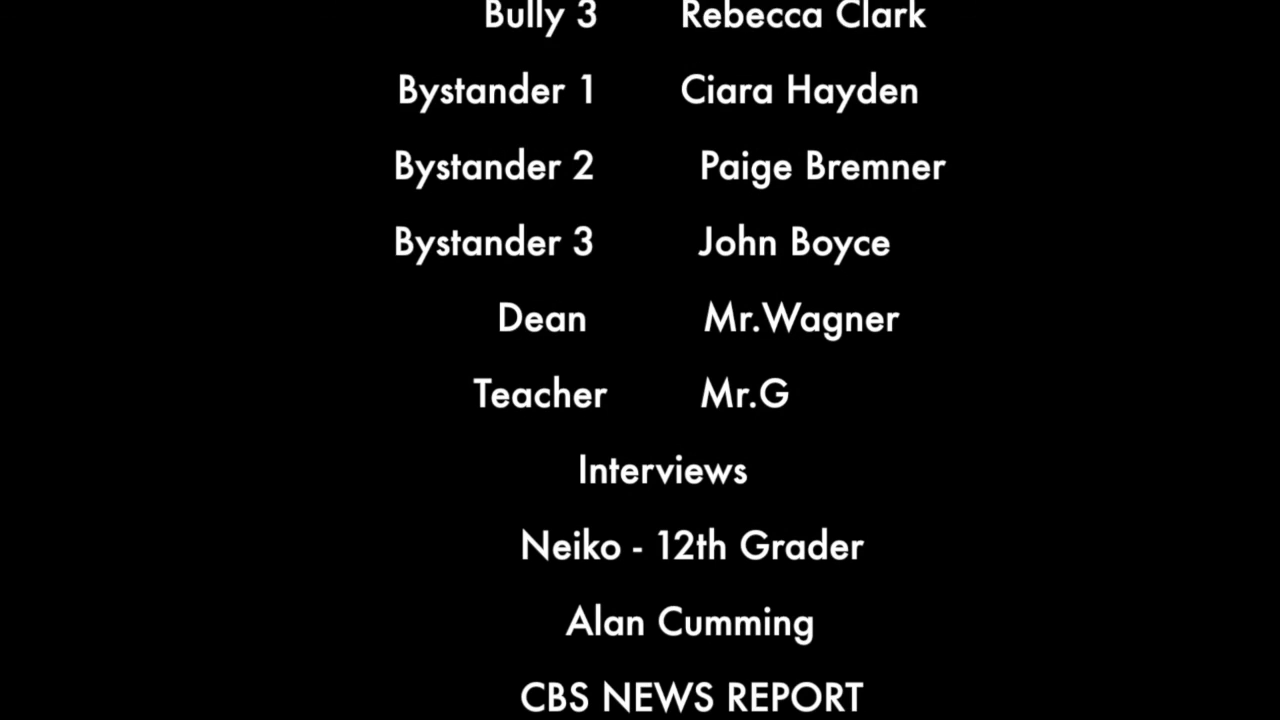 Bully 3 Rebecca Clark
Bystander 1 Ciara Hayden
Bystander 2 Paige Bremner
Bystander 3 John Boyce
Dean Mr.Wagner
Teacher Mr.G
Interviews
Neiko - 12th Grader
Alan Cumming
CBS NEWS REPORT